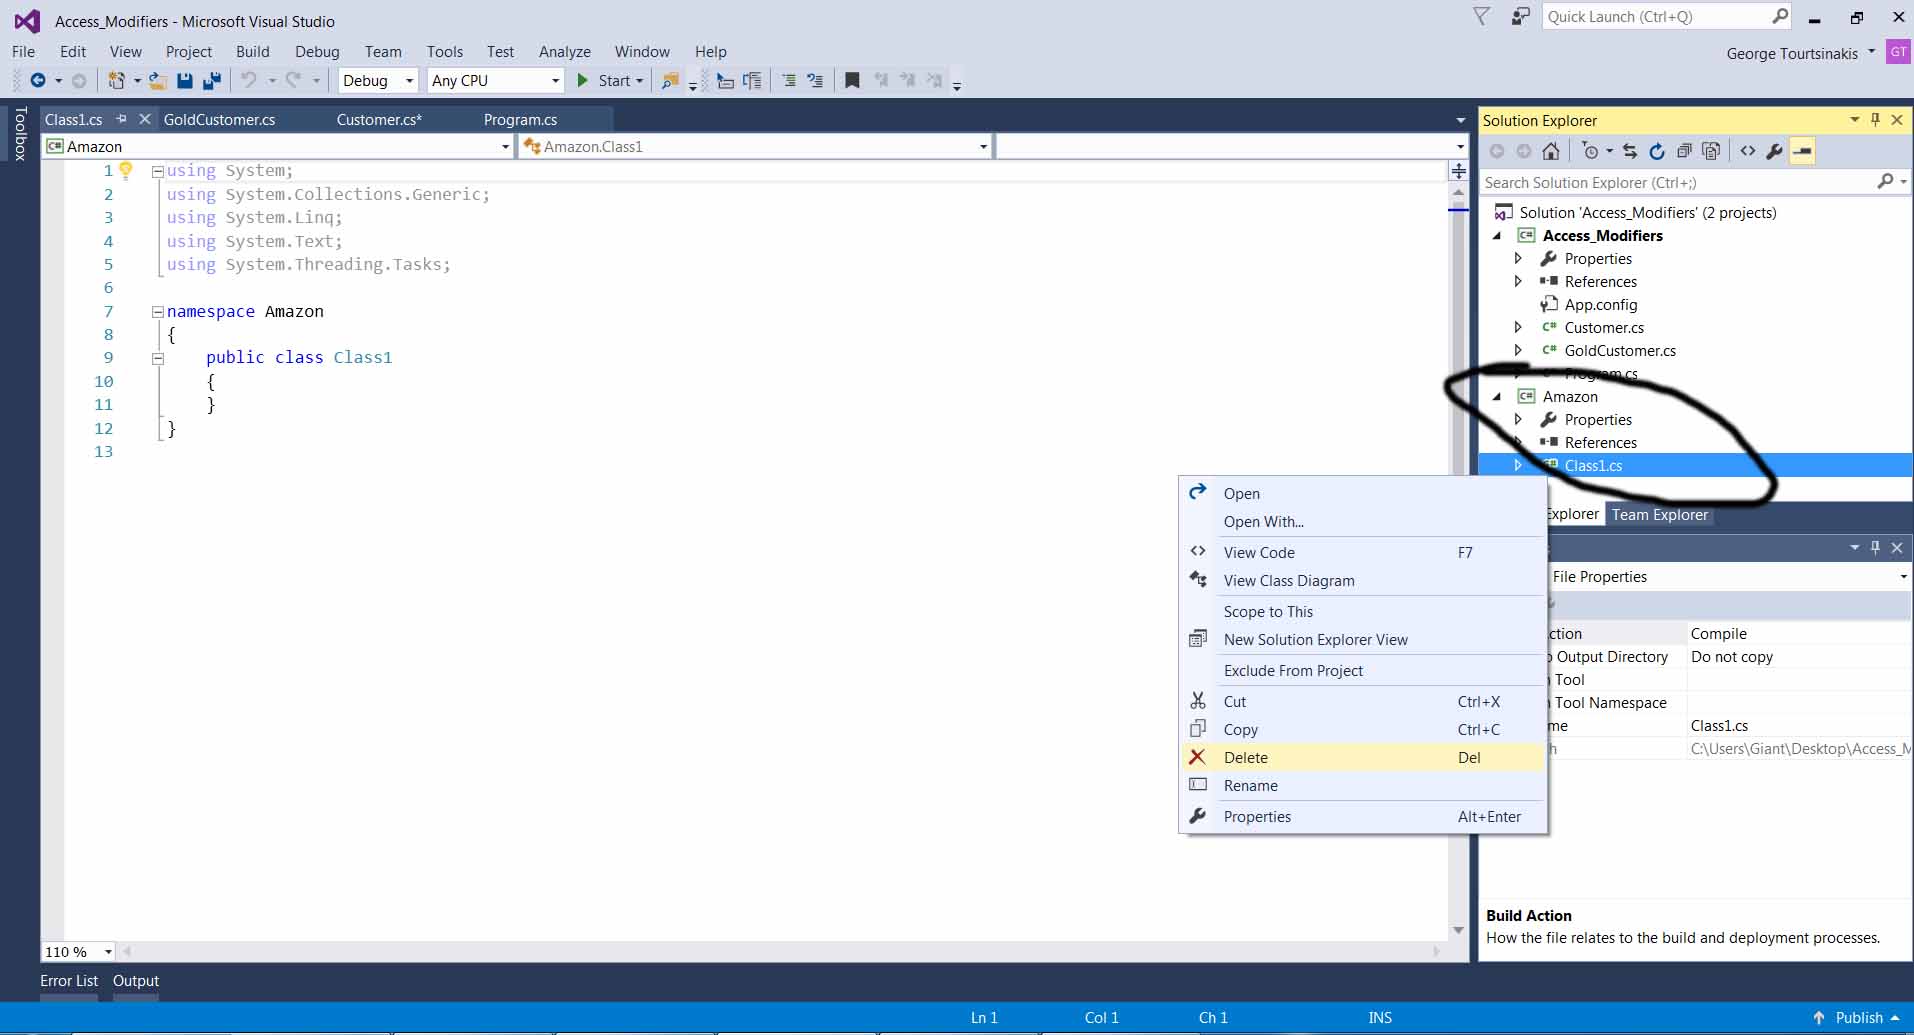 Access_Modifiers - Microsoft Visual Studio
Quick Launch (Ctrl+Q)
File Edit View Project Build Debug Team Tools Test Analyze Window Help
George Tourtsinakis GT
Debug Any CPU Start
Toolbox
Class1.cs GoldCustomer.cs Customer.cs* Program.cs
C# Amazon Amazon.Class1
1 using System;
2 using System.Collections.Generic;
3 using System.Linq;
4 using System.Text;
5 using System.Threading.Tasks;
6
7 namespace Amazon
8 {
9 public class Class1
10 {
11 }
12 }
13
110 %
Error List Output
Solution Explorer
Search Solution Explorer (Ctrl+;)
Solution 'Access_Modifiers' (2 projects)
C# Access_Modifiers
Properties
References
App.config
C# Customer.cs
C# GoldCustomer.cs
Program.cs
C# Amazon
Properties
References
Class1.cs
Explorer Team Explorer
Open
Open With...
View Code F7
View Class Diagram
Scope to This
New Solution Explorer View
Exclude From Project
Cut Ctrl+X
Copy Ctrl+C
Delete Del
Rename
Properties Alt+Enter
File Properties
ction Compile
o Output Directory Do not copy
Tool
Tool Namespace
me Class1.cs
h C:\Users\Giant\Desktop\Access_M
Build Action
How the file relates to the build and deployment processes.
Ln 1 Col 1 Ch 1 INS Publish